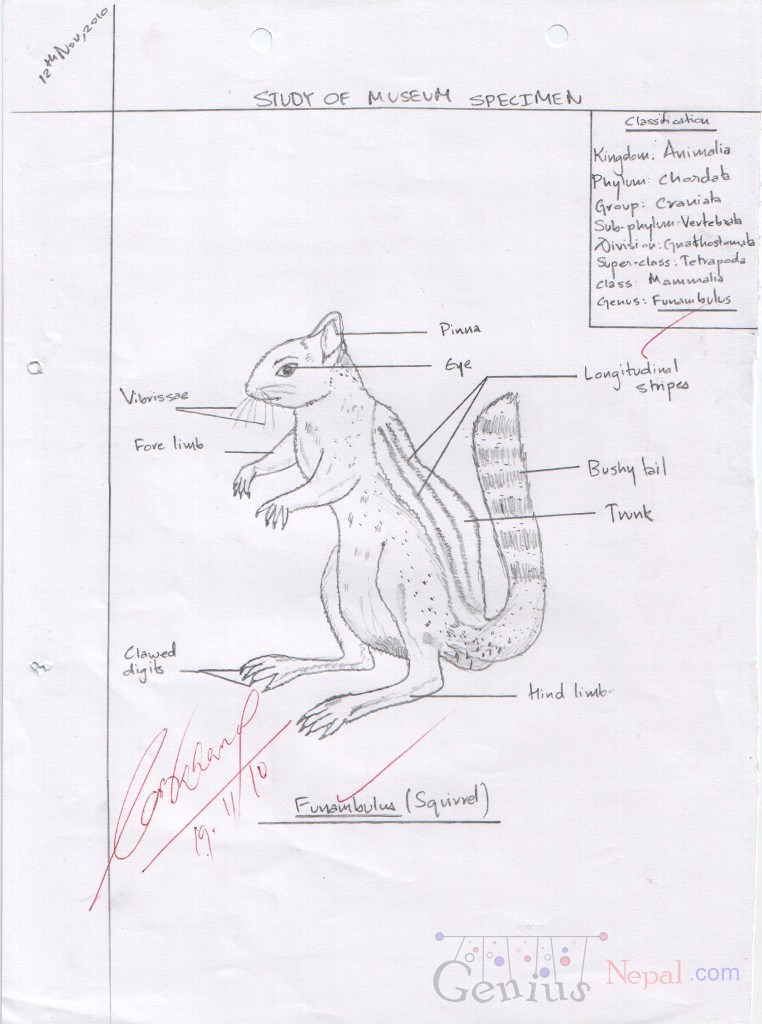 12th Nov, 2010
STUDY OF MUSEUM SPECIMEN
Classification
Kingdom: Animalia
Phylum: Chordata
Group: Craniata
Sub-phylum: Vertebrata
Division: Gnathostomata
Super-class: Tetrapoda
Class: Mammalia
Genus: Funambulus
Pinna
Eye
Longitudinal
stripes
Vibrissae
Fore limb
Bushy tail
Trunk
Clawed
digits
Hind limb
19.11.10
Funambulus (Squirrel)
Genius Nepal.com